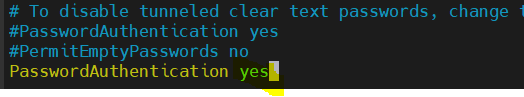 # To disable tunneled clear text passwords, change
#PasswordAuthentication yes
#PermitEmptyPasswords no
PasswordAuthentication yes